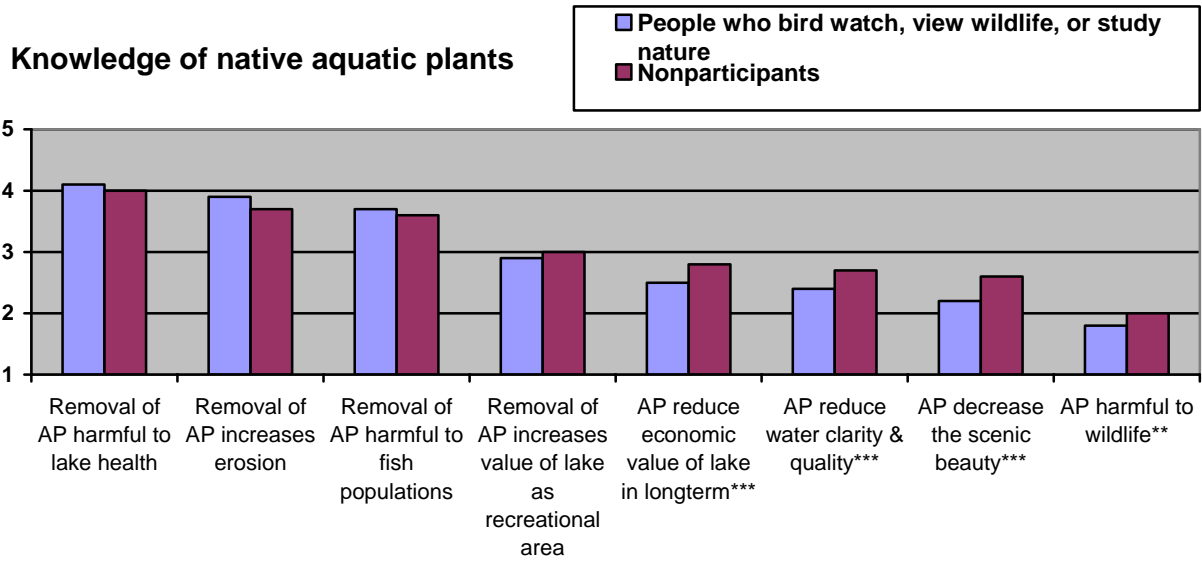 Knowledge of native aquatic plants
People who bird watch, view wildlife, or study
nature
Nonparticipants
5
4
3
2
1
Removal of
AP harmful to
lake health
Removal of
AP increases
erosion
Removal of
AP harmful to
fish
populations
Removal of
AP increases
value of lake
as
recreational
area
AP reduce
economic
value of lake
in longterm***
AP reduce
water clarity &
quality***
AP decrease
the scenic
beauty***
AP harmful to
wildlife**